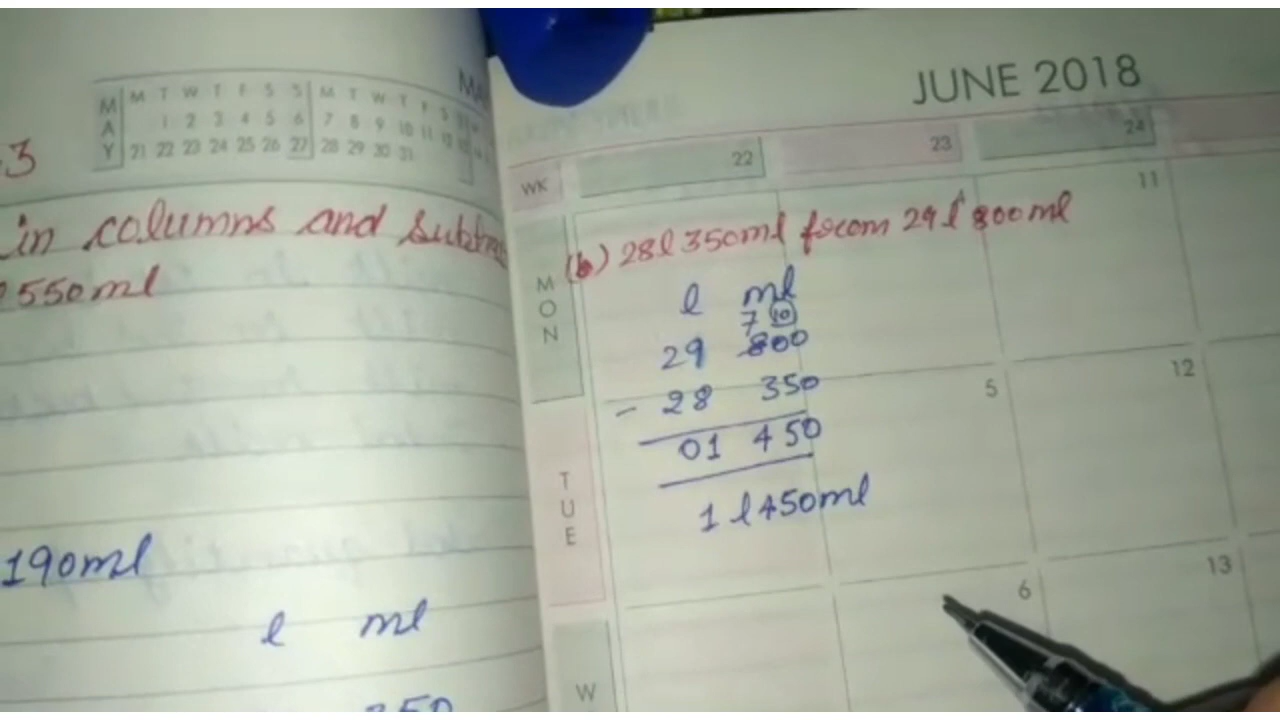 MAY
M T W T F S S M T W T F S
1 2 3 4 5 6 7 8 9 10 11 12
21 22 23 24 25 26 27 28 29 30 31
3
in columns and
550ml
190ml
l ml
350
JUNE 2018
WK 22 23 24
MON
11
(b) 28l 350ml from 29l 800ml
l ml
7 10
29 800
- 28 350
01 450
1l 450ml
5 12
TUE
6 13
W